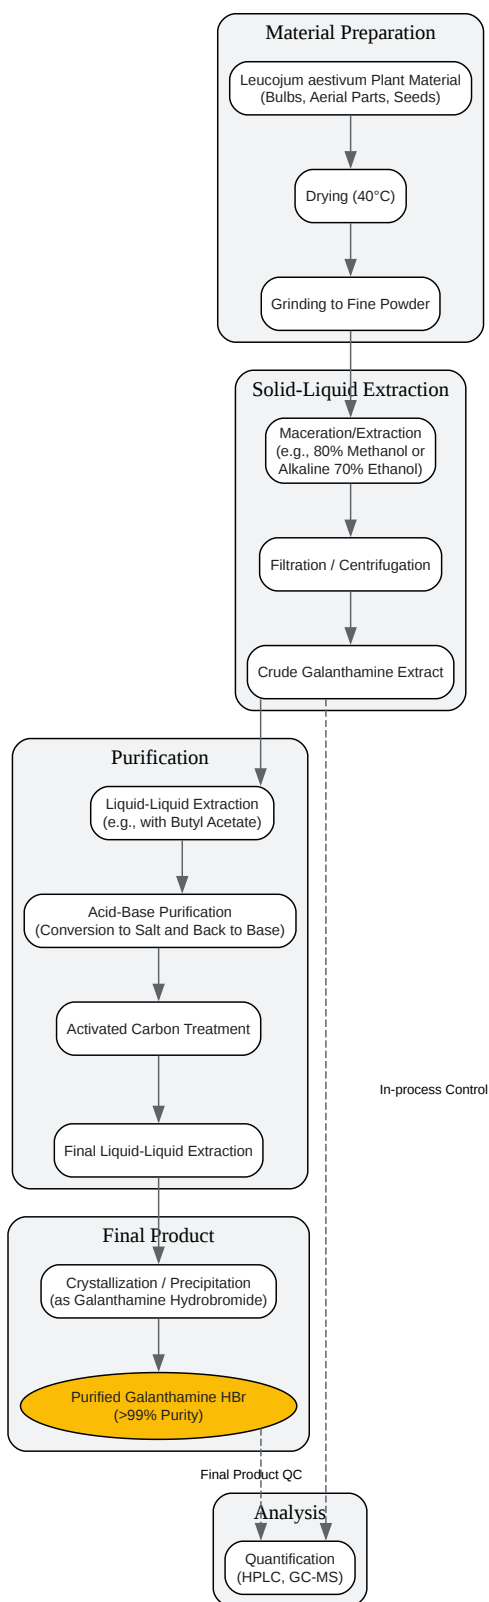 Material Preparation
Leucojum aestivum Plant Material
(Bulbs, Aerial Parts, Seeds)
Drying (40°C)
Grinding to Fine Powder
Solid-Liquid Extraction
Maceration/Extraction
(e.g., 80% Methanol or
Alkaline 70% Ethanol)
Filtration / Centrifugation
Crude Galanthamine Extract
Purification
Liquid-Liquid Extraction
(e.g., with Butyl Acetate)
Acid-Base Purification
(Conversion to Salt and Back to Base)
Activated Carbon Treatment
In-process Control
Final Liquid-Liquid Extraction
Final Product
Crystallization / Precipitation
(as Galanthamine Hydrobromide)
Purified Galanthamine HBr
(>99% Purity)
Final Product QC
Analysis
Quantification
(HPLC, GC-MS)